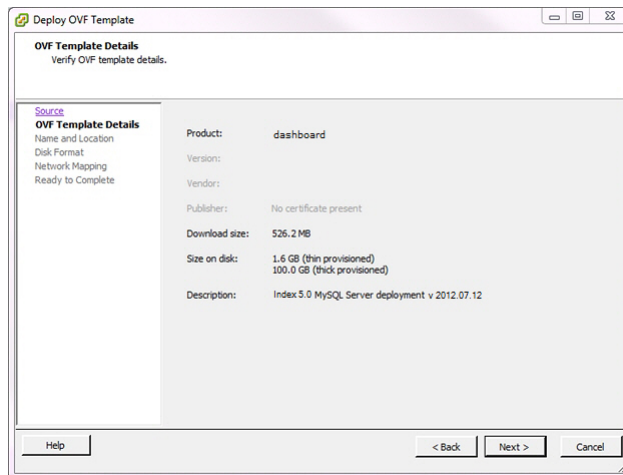 Deploy OVF Template
OVF Template Details
Verify OVF template details.
Source
OVF Template Details
Name and Location
Disk Format
Network Mapping
Ready to Complete
Product: dashboard
Version:
Vendor:
Publisher: No certificate present
Download size: 526.2 MB
Size on disk: 1.6 GB (thin provisioned)
100.0 GB (thick provisioned)
Description: Index 5.0 MySQL Server deployment v 2012.07.12
Help
< Back
Next >
Cancel